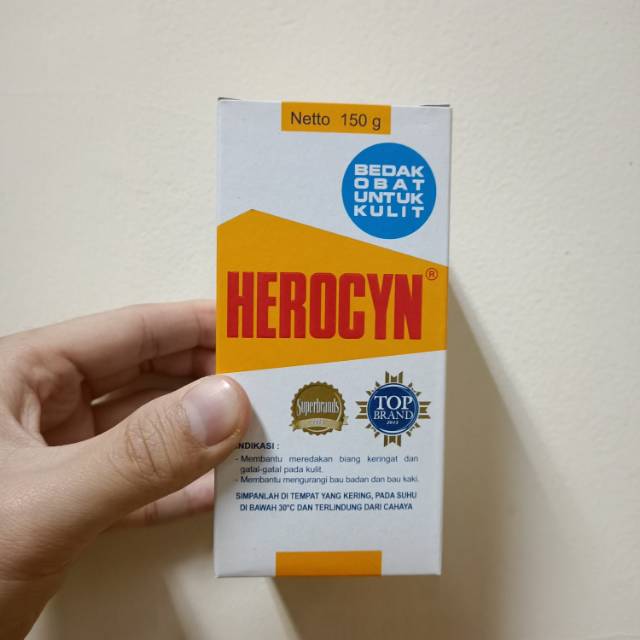 Netto 150 g
BEDAK
OBAT
UNTUK
KULIT
HEROCYN®
Superbrands
TOP
BRAND
2012
INDIKASI :
- Membantu meredakan biang keringat dan
gatal-gatal pada kulit.
- Membantu mengurangi bau badan dan bau kaki.
SIMPANLAH DI TEMPAT YANG KERING, PADA SUHU
DI BAWAH 30°C DAN TERLINDUNG DARI CAHAYA